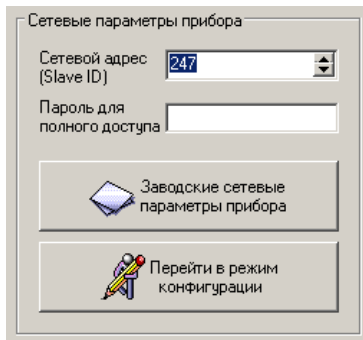 Сетевые параметры прибора
Сетевой адрес
(Slave ID)
247
Пароль для
полного доступа
Заводские сетевые
параметры прибора
Перейти в режим
конфигурации